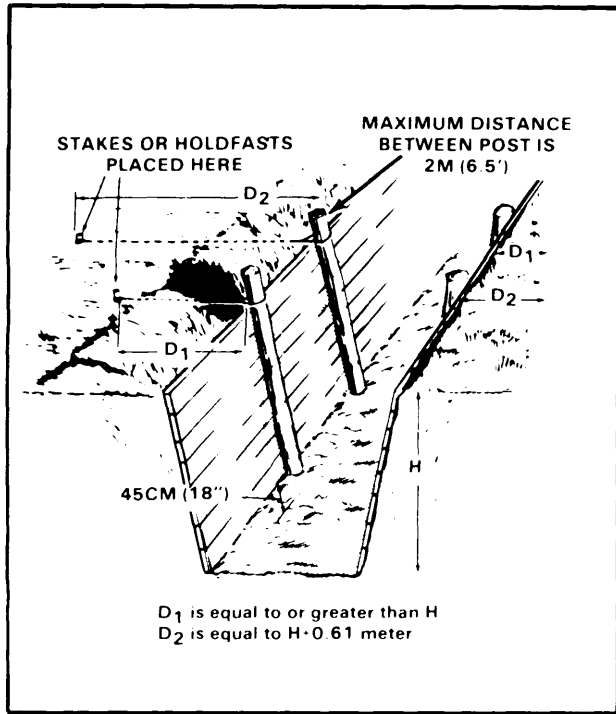 STAKES OR HOLDFASTS
PLACED HERE
MAXIMUM DISTANCE
BETWEEN POST IS
2M (6.5')
D2
D1
D1
D2
H
45CM (18")
D1 is equal to or greater than H
D2 is equal to H+0.61 meter